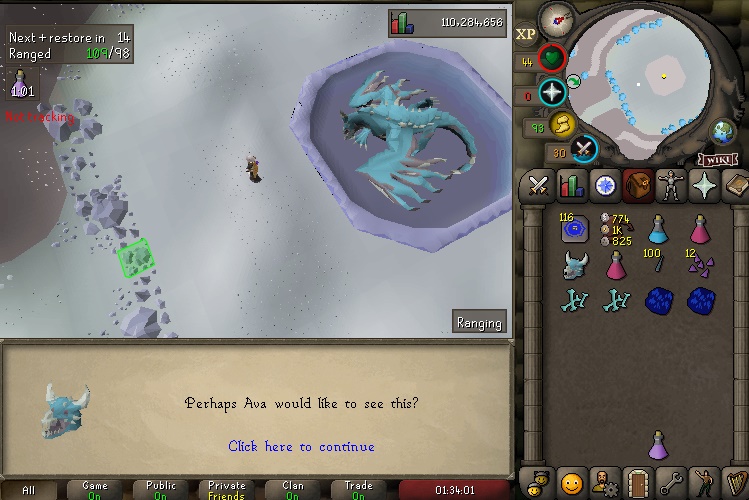 110,284,656
Next + restore in 14
Ranged 109/98
1:01
Not tracking
XP
44
0
93
30
WIKI
116
774
1K
825
100
12
Ranging
Perhaps Ava would like to see this?
Click here to continue
All
Game
On
Public
On
Private
Friends
Clan
On
Trade
On
01:34:01